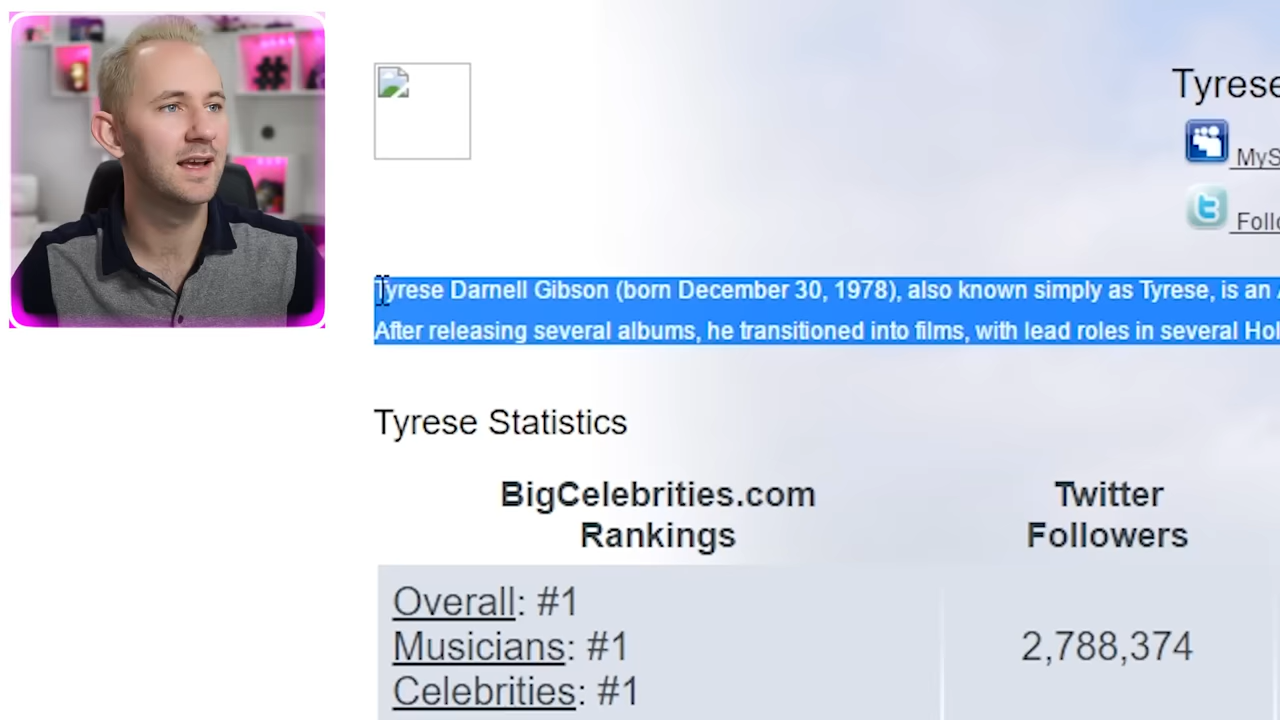 Tyrese
MyS
Follo
Tyrese Darnell Gibson (born December 30, 1978), also known simply as Tyrese, is an
After releasing several albums, he transitioned into films, with lead roles in several Hol
Tyrese Statistics
BigCelebrities.com
Rankings
Twitter
Followers
Overall: #1
Musicians: #1
2,788,374
Celebrities: #1